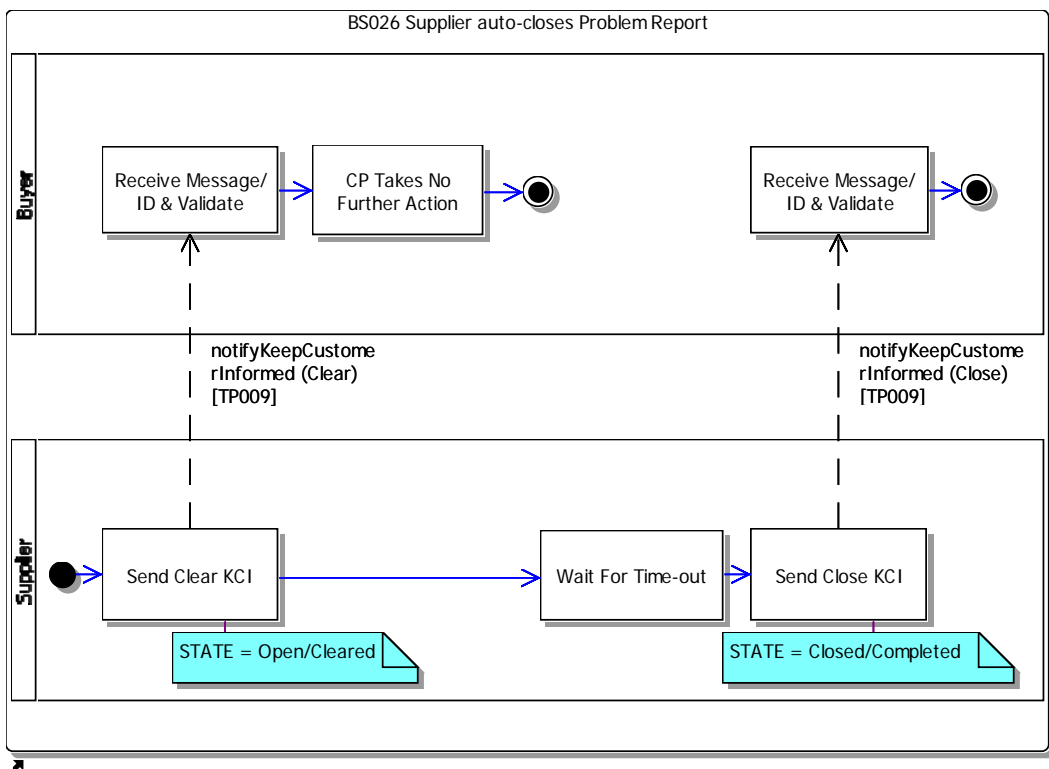 BS026 Supplier auto-closes Problem Report
Buyer
Receive Message/
ID & Validate
CP Takes No
Further Action
Receive Message/
ID & Validate
notifyKeepCustome
rInformed (Clear)
[TP009]
notifyKeepCustome
rInformed (Close)
[TP009]
Supplier
Send Clear KCI
Wait For Time-out
Send Close KCI
STATE = Open/Cleared
STATE = Closed/Completed